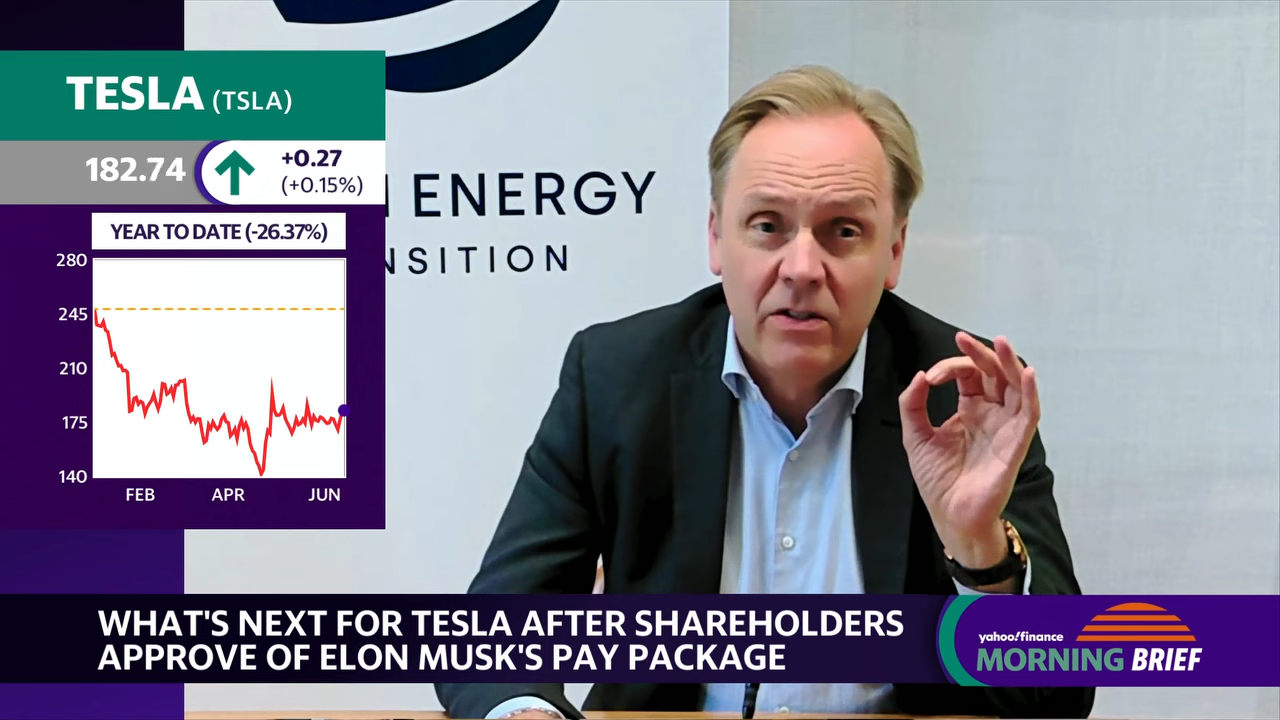 TESLA (TSLA)
182.74
+0.27
(+0.15%)
YEAR TO DATE (-26.37%)
280
245
210
175
140
FEB APR JUN
ENERGY
NSITION
WHAT'S NEXT FOR TESLA AFTER SHAREHOLDERS
APPROVE OF ELON MUSK'S PAY PACKAGE
yahoo!finance
MORNING BRIEF